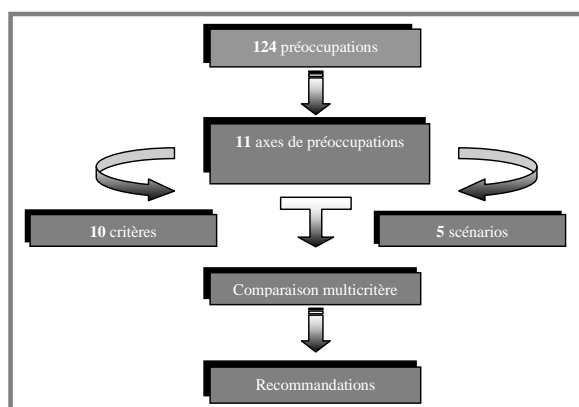 124 préoccupations
11 axes de préoccupations
10 critères
5 scénarios
Comparaison multicritère
Recommandations